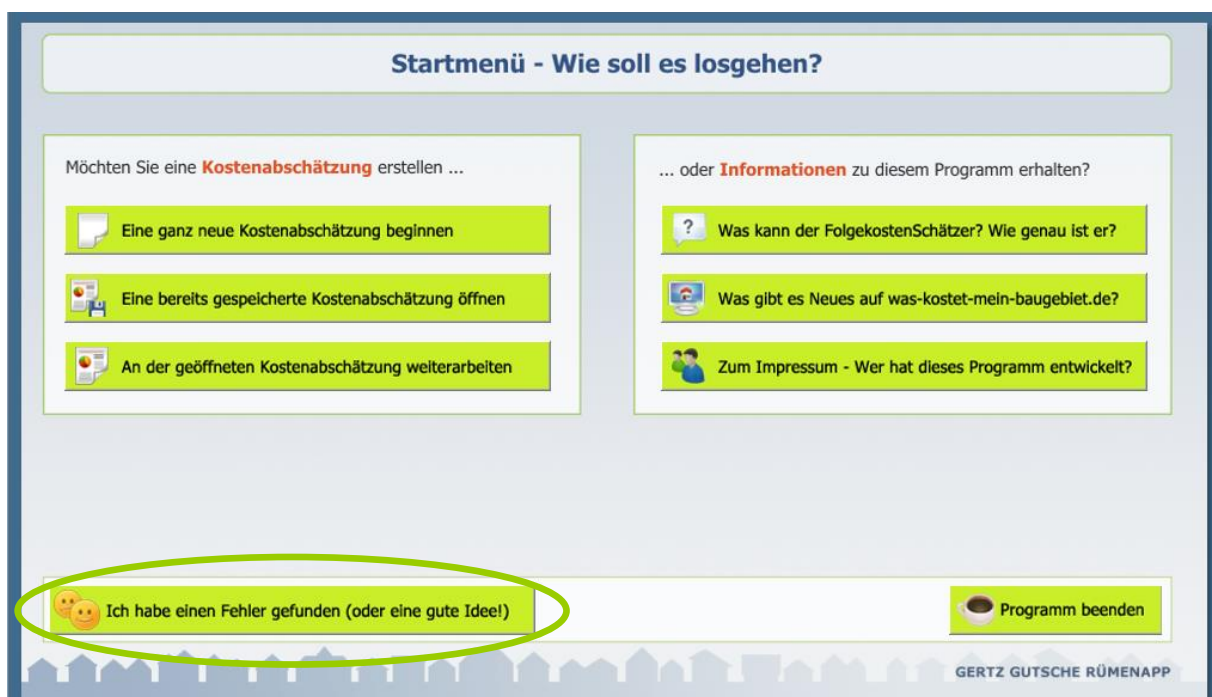 Startmenü - Wie soll es losgehen?
Möchten Sie eine Kostenabschätzung erstellen ...
Eine ganz neue Kostenabschätzung beginnen
Eine bereits gespeicherte Kostenabschätzung öffnen
An der geöffneten Kostenabschätzung weiterarbeiten
... oder Informationen zu diesem Programm erhalten?
? Was kann der FolgekostenSchätzer? Wie genau ist er?
Was gibt es Neues auf was-kostet-mein-baugebiet.de?
Zum Impressum - Wer hat dieses Programm entwickelt?
Ich habe einen Fehler gefunden (oder eine gute Idee!)
Programm beenden
GERTZ GUTSCHE RÜMENAPP